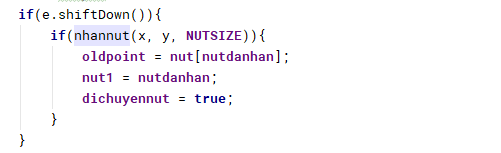 if(e.shiftDown()){
if(nhannut(x, y, NUTSIZE)){
oldpoint = nut[nutdanhan];
nut1 = nutdanhan;
dichuyennut = true;
}
}